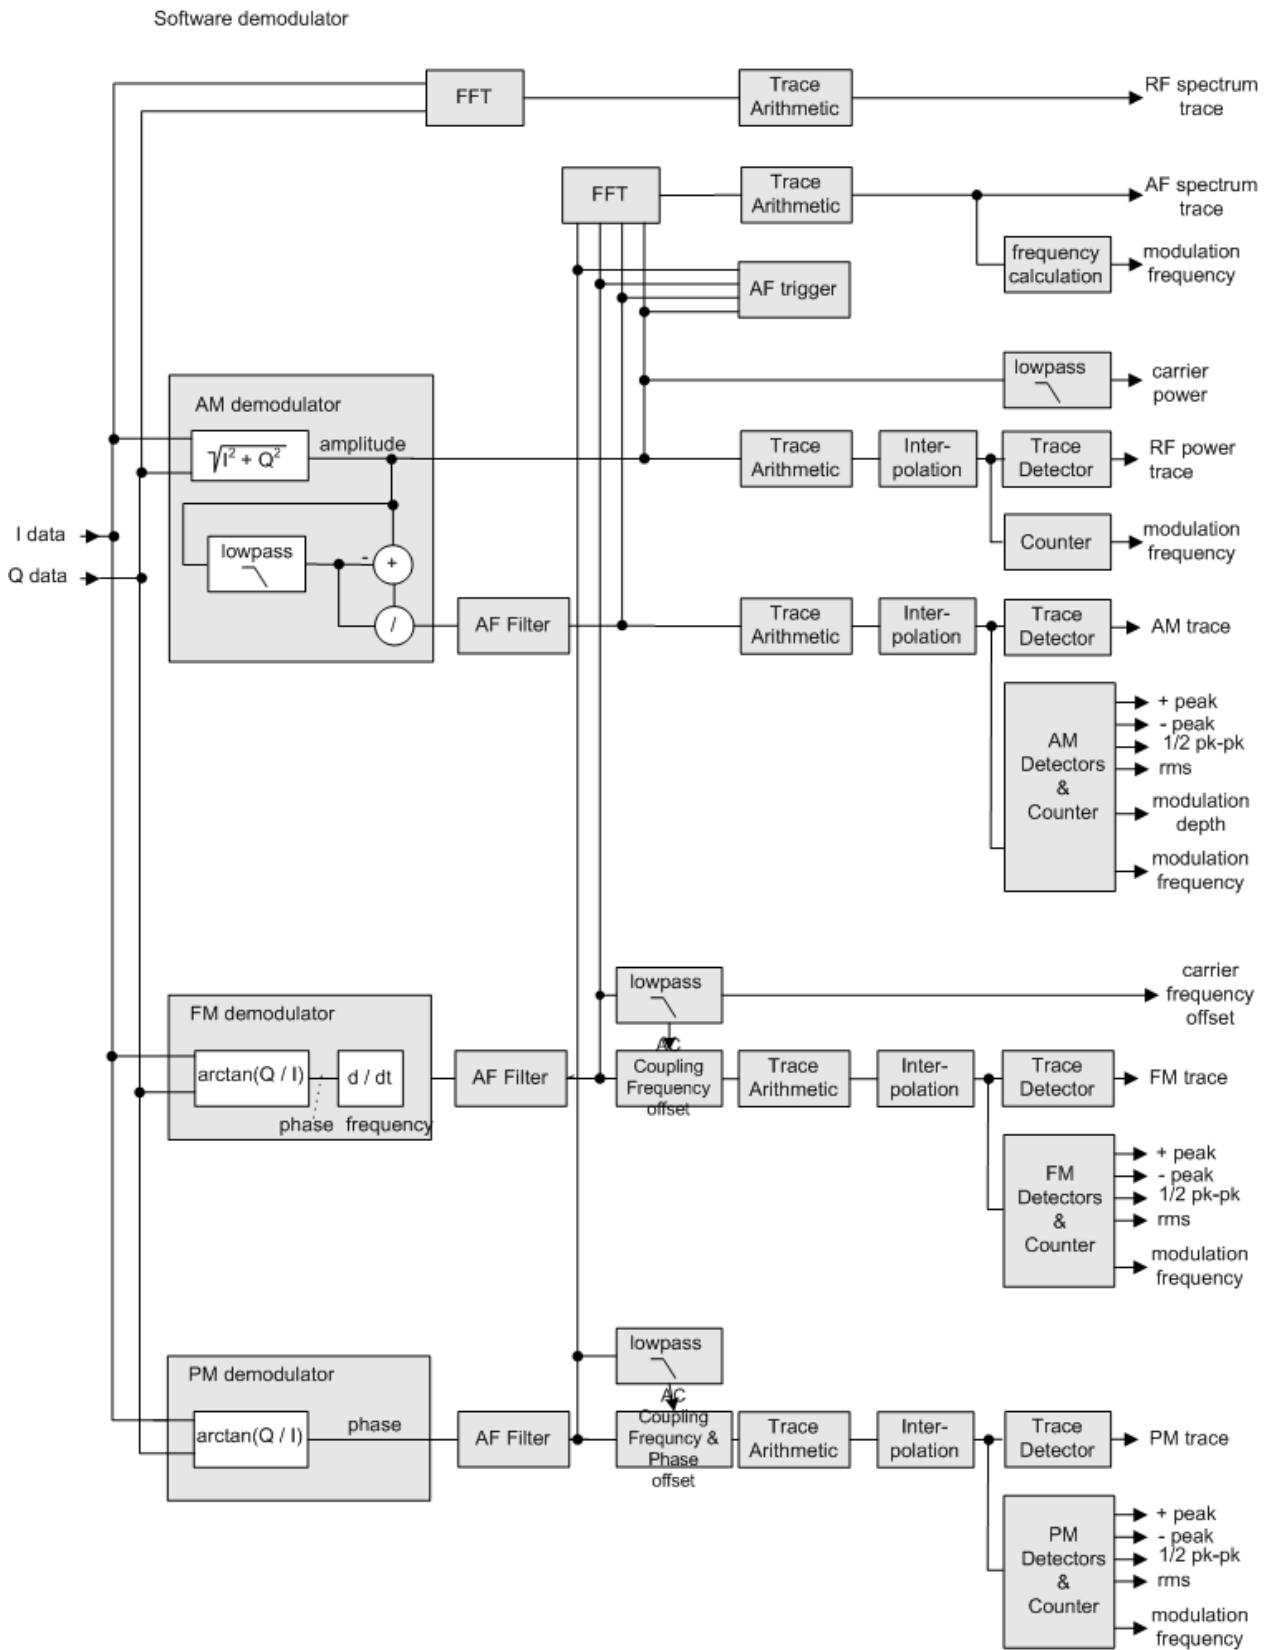 Software demodulator
FFT
Trace
Arithmetic
RF spectrum
trace
FFT
Trace
Arithmetic
AF spectrum
trace
frequency
calculation
modulation
frequency
AF trigger
lowpass
carrier
power
AM demodulator
√I² + Q²
amplitude
Trace
Arithmetic
Inter-
polation
Trace
Detector
RF power
trace
I data
Q data
lowpass
-
+
/
Counter
modulation
frequency
AF Filter
Trace
Arithmetic
Inter-
polation
Trace
Detector
AM trace
AM
Detectors
&
Counter
+ peak
- peak
1/2 pk-pk
rms
modulation
depth
modulation
frequency
lowpass
carrier
frequency
offset
FM demodulator
arctan(Q / I)
d / dt
phase
frequency
AF Filter
AC
Coupling
Frequency
offset
Trace
Arithmetic
Inter-
polation
Trace
Detector
FM trace
FM
Detectors
&
Counter
+ peak
- peak
1/2 pk-pk
rms
modulation
frequency
lowpass
PM demodulator
arctan(Q / I)
phase
AF Filter
AC
Coupling
Frequncy &
Phase
offset
Trace
Arithmetic
Inter-
polation
Trace
Detector
PM trace
PM
Detectors
&
Counter
+ peak
- peak
1/2 pk-pk
rms
modulation
frequency